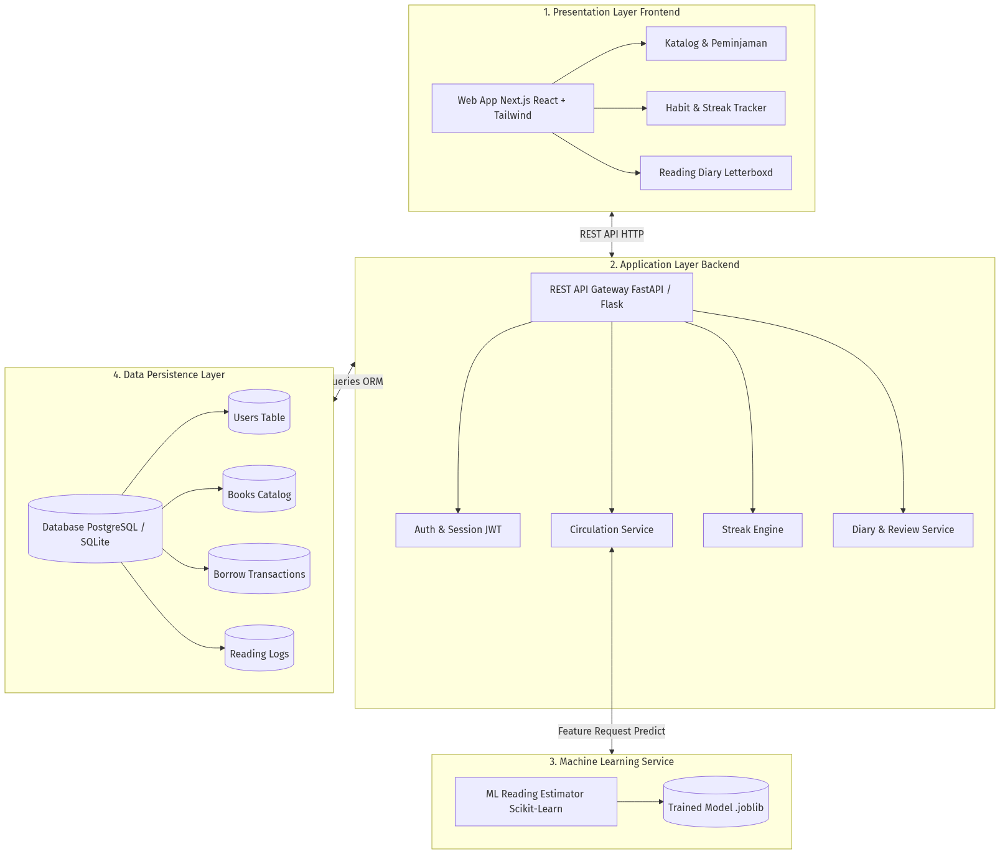 1. Presentation Layer Frontend
Katalog & Peminjaman
Web App Next.js React +
Tailwind
Habit & Streak Tracker
Reading Diary Letterboxd
REST API HTTP
2. Application Layer Backend
REST API Gateway FastAPI /
Flask
ueries ORM
Auth & Session JWT
Circulation Service
Streak Engine
Diary & Review Service
4. Data Persistence Layer
Users Table
Books Catalog
Database PostgreSQL /
SQLite
Borrow Transactions
Reading Logs
Feature Request Predict
3. Machine Learning Service
ML Reading Estimator
Scikit-Learn
Trained Model .joblib